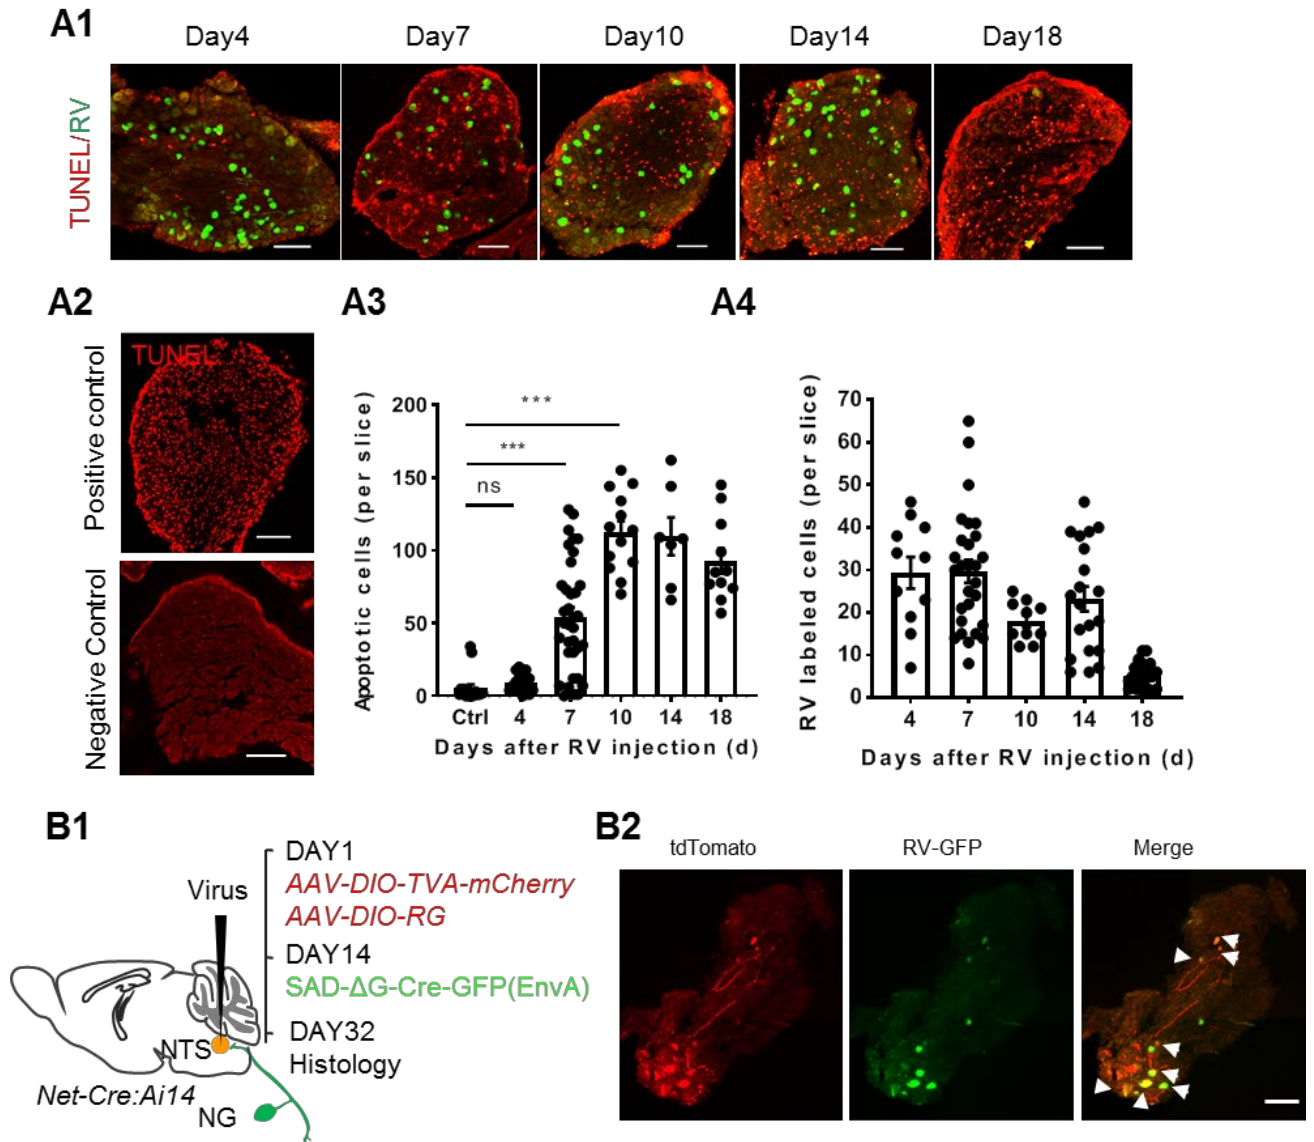 A1
Day4 Day7 Day10 Day14 Day18
TUNEL/RV
A2
Positive control
TUNEL
Negative Control
A3
Apoptotic cells (per slice)
200
150
100
50
0
***
***
ns
Ctrl 4 7 10 14 18
Days after RV injection (d)
A4
RV labeled cells (per slice)
70
60
50
40
30
20
10
0
4 7 10 14 18
Days after RV injection (d)
B1
Virus
DAY1
AAV-DIO-TVA-mCherry
AAV-DIO-RG
DAY14
SAD-ΔG-Cre-GFP(EnvA)
DAY32
Histology
NTS
Net-Cre:Ai14
NG
B2
tdTomato RV-GFP Merge